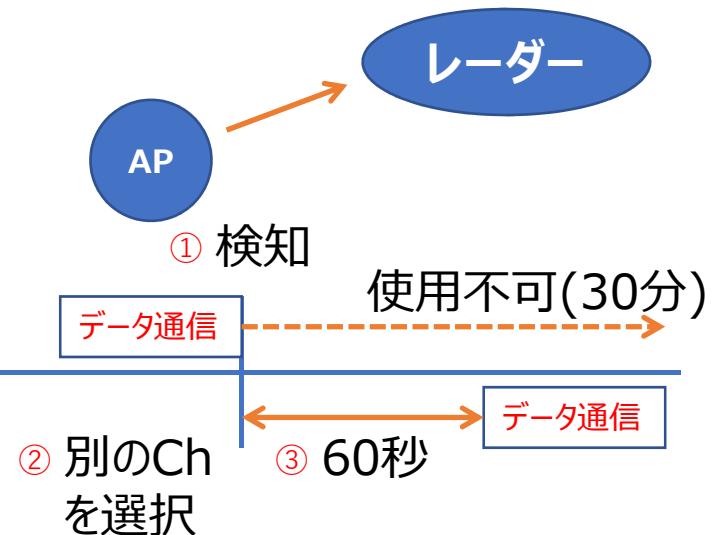 レーダー
AP
① 検知
使用不可(30分)
データ通信
データ通信
② 別のCh
を選択
③ 60秒